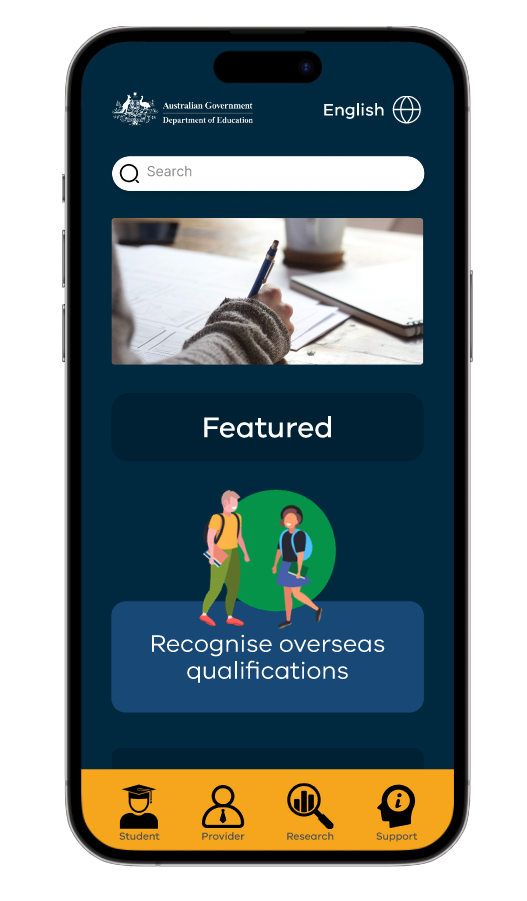 Australian Government
Department of Education
English
Search
Featured
Recognise overseas
qualifications
Student
Provider
Research
Support